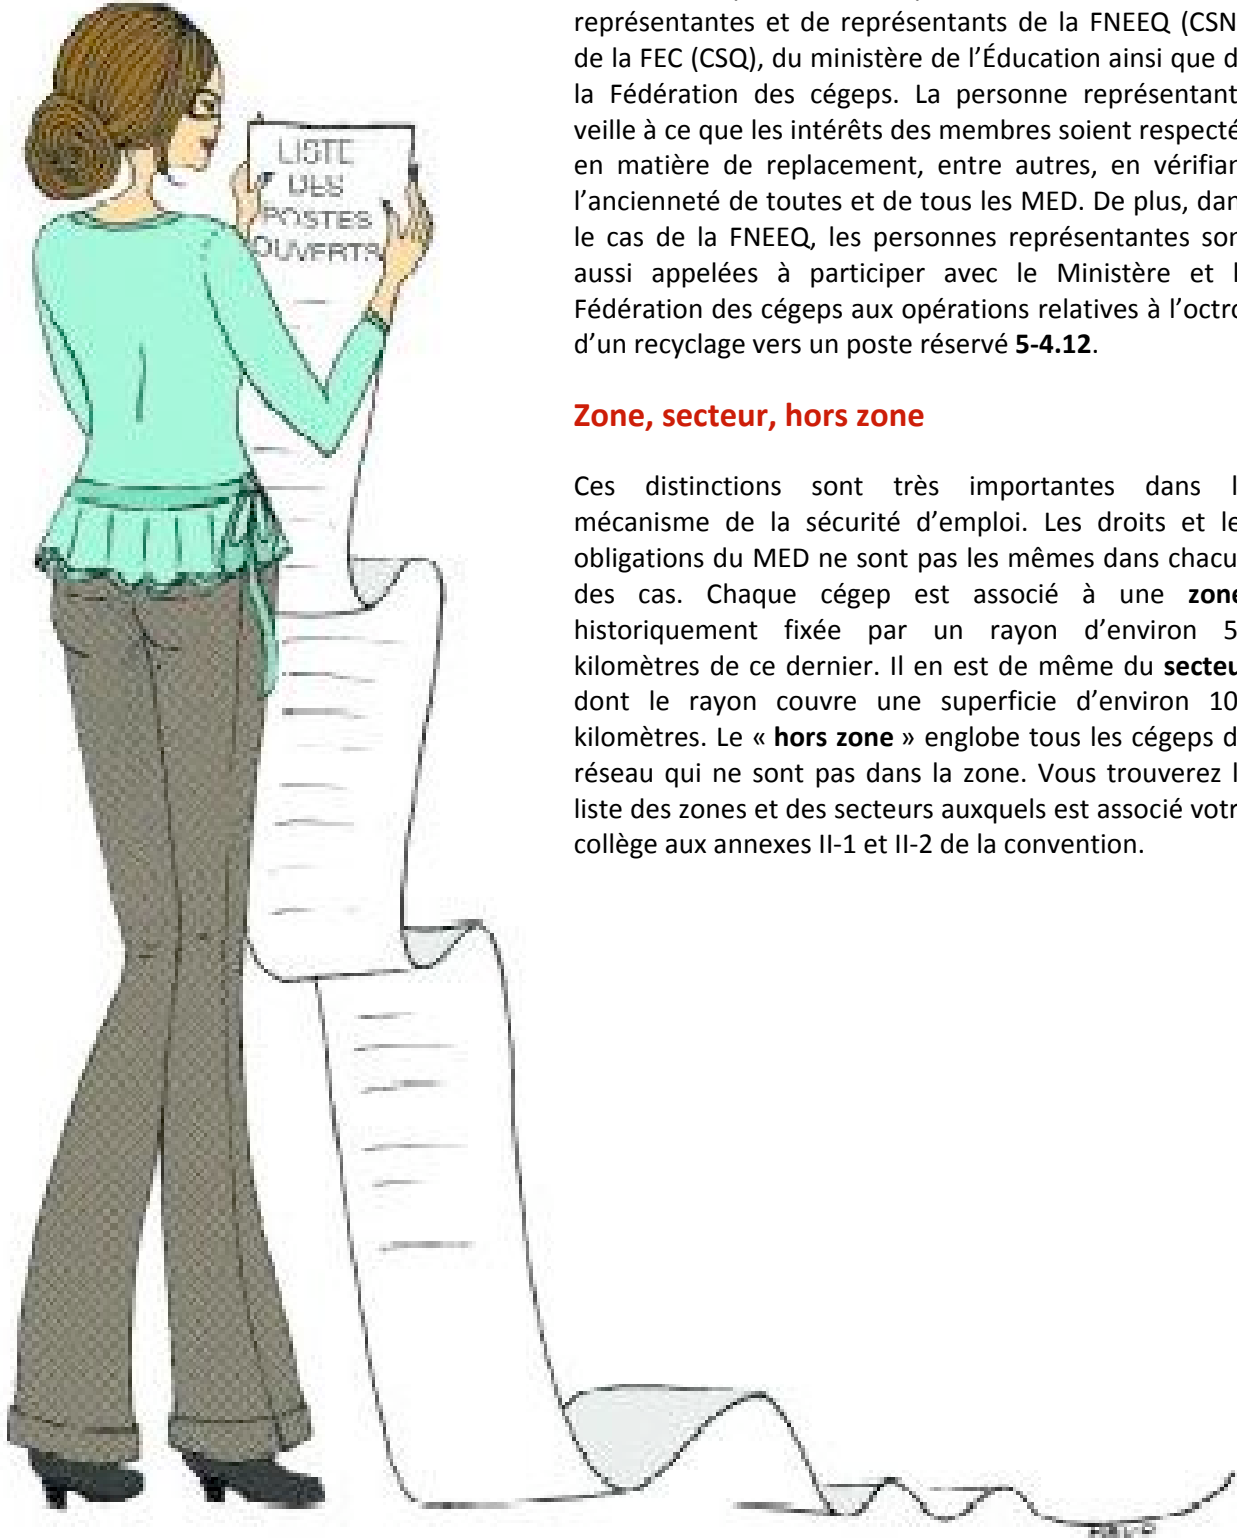 LISTE
DES
POSTES
OUVERTS
représentantes et de représentants de la FNEEQ (CSN
de la FEC (CSQ), du ministère de l’Éducation ainsi que d
la Fédération des cégeps. La personne représentant
veille à ce que les intérêts des membres soient respecté
en matière de replacement, entre autres, en vérifian
l’ancienneté de toutes et de tous les MED. De plus, dan
le cas de la FNEEQ, les personnes représentantes son
aussi appelées à participer avec le Ministère et l
Fédération des cégeps aux opérations relatives à l’octro
d’un recyclage vers un poste réservé 5-4.12.
Zone, secteur, hors zone
Ces distinctions sont très importantes dans l
mécanisme de la sécurité d’emploi. Les droits et le
obligations du MED ne sont pas les mêmes dans chacu
des cas. Chaque cégep est associé à une zone
historiquement fixée par un rayon d’environ 5
kilomètres de ce dernier. Il en est de même du secteu
dont le rayon couvre une superficie d’environ 10
kilomètres. Le « hors zone » englobe tous les cégeps d
réseau qui ne sont pas dans la zone. Vous trouverez l
liste des zones et des secteurs auxquels est associé votr
collège aux annexes II-1 et II-2 de la convention.